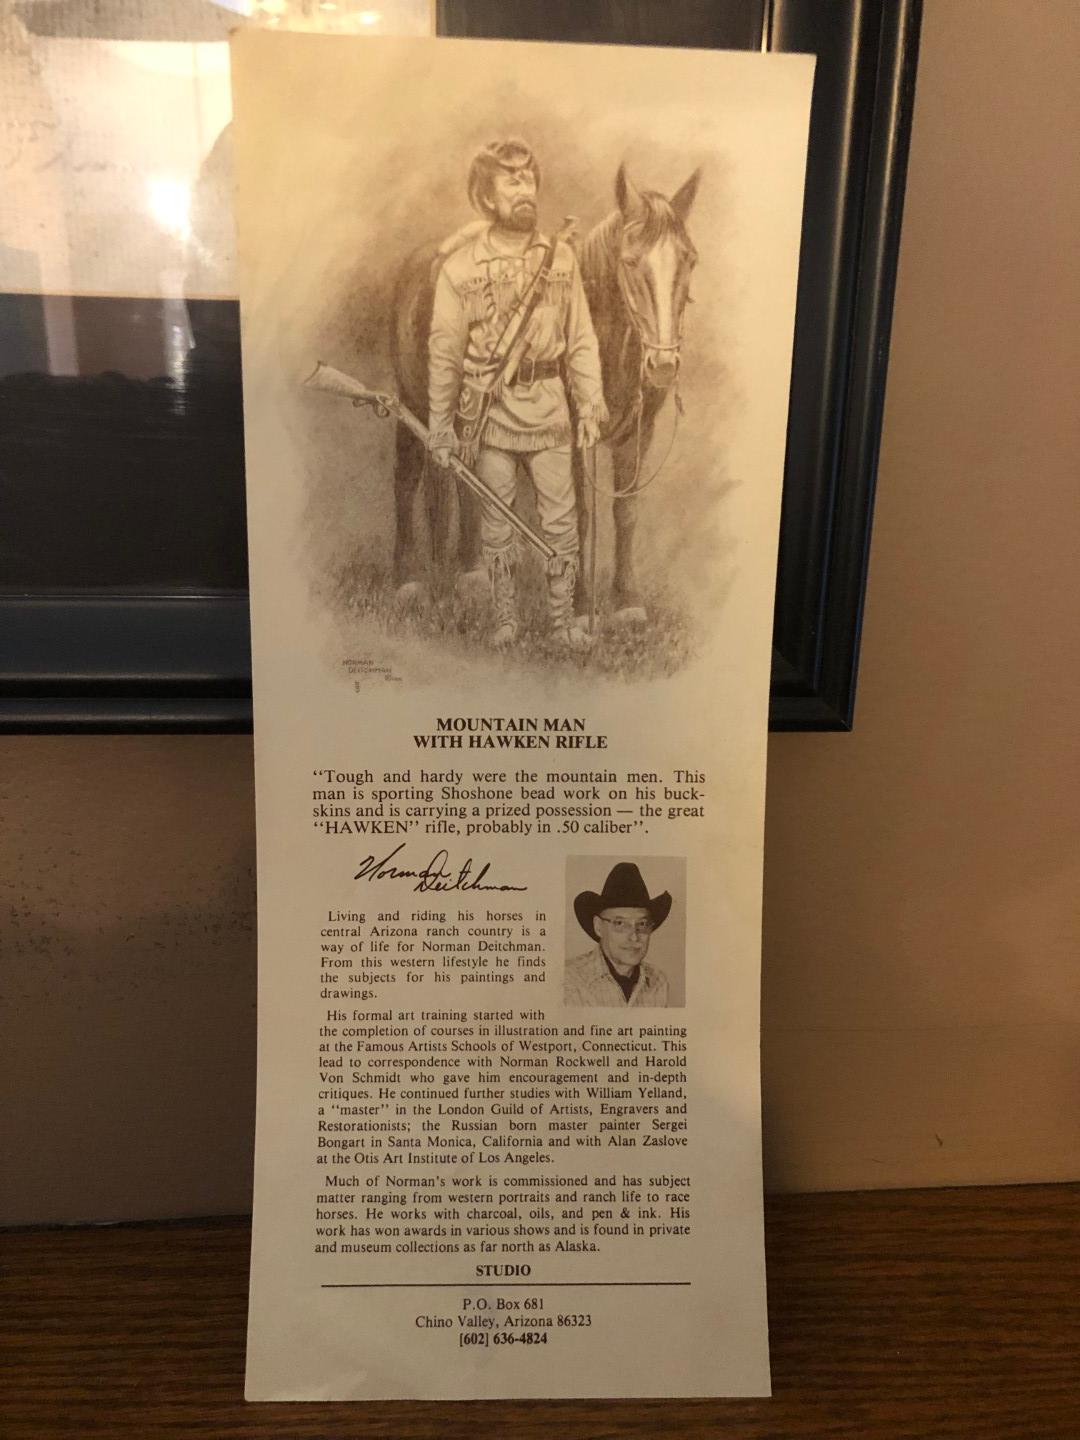 NORMAN
DEITCHMAN
MOUNTAIN MAN
WITH HAWKEN RIFLE
“Tough and hardy were the mountain men. This
man is sporting Shoshone bead work on his buck-
skins and is carrying a prized possession — the great
“HAWKEN” rifle, probably in .50 caliber”.
Norman Deitchman
Living and riding his horses in
central Arizona ranch country is a
way of life for Norman Deitchman.
From this western lifestyle he finds
the subjects for his paintings and
drawings.
His formal art training started with
the completion of courses in illustration and fine art painting
at the Famous Artists Schools of Westport, Connecticut. This
lead to correspondence with Norman Rockwell and Harold
Von Schmidt who gave him encouragement and in-depth
critiques. He continued further studies with William Yelland,
a “master” in the London Guild of Artists, Engravers and
Restorationists; the Russian born master painter Sergei
Bongart in Santa Monica, California and with Alan Zaslove
at the Otis Art Institute of Los Angeles.
Much of Norman’s work is commissioned and has subject
matter ranging from western portraits and ranch life to race
horses. He works with charcoal, oils, and pen & ink. His
work has won awards in various shows and is found in private
and museum collections as far north as Alaska.
STUDIO
P.O. Box 681
Chino Valley, Arizona 86323
[602] 636-4824